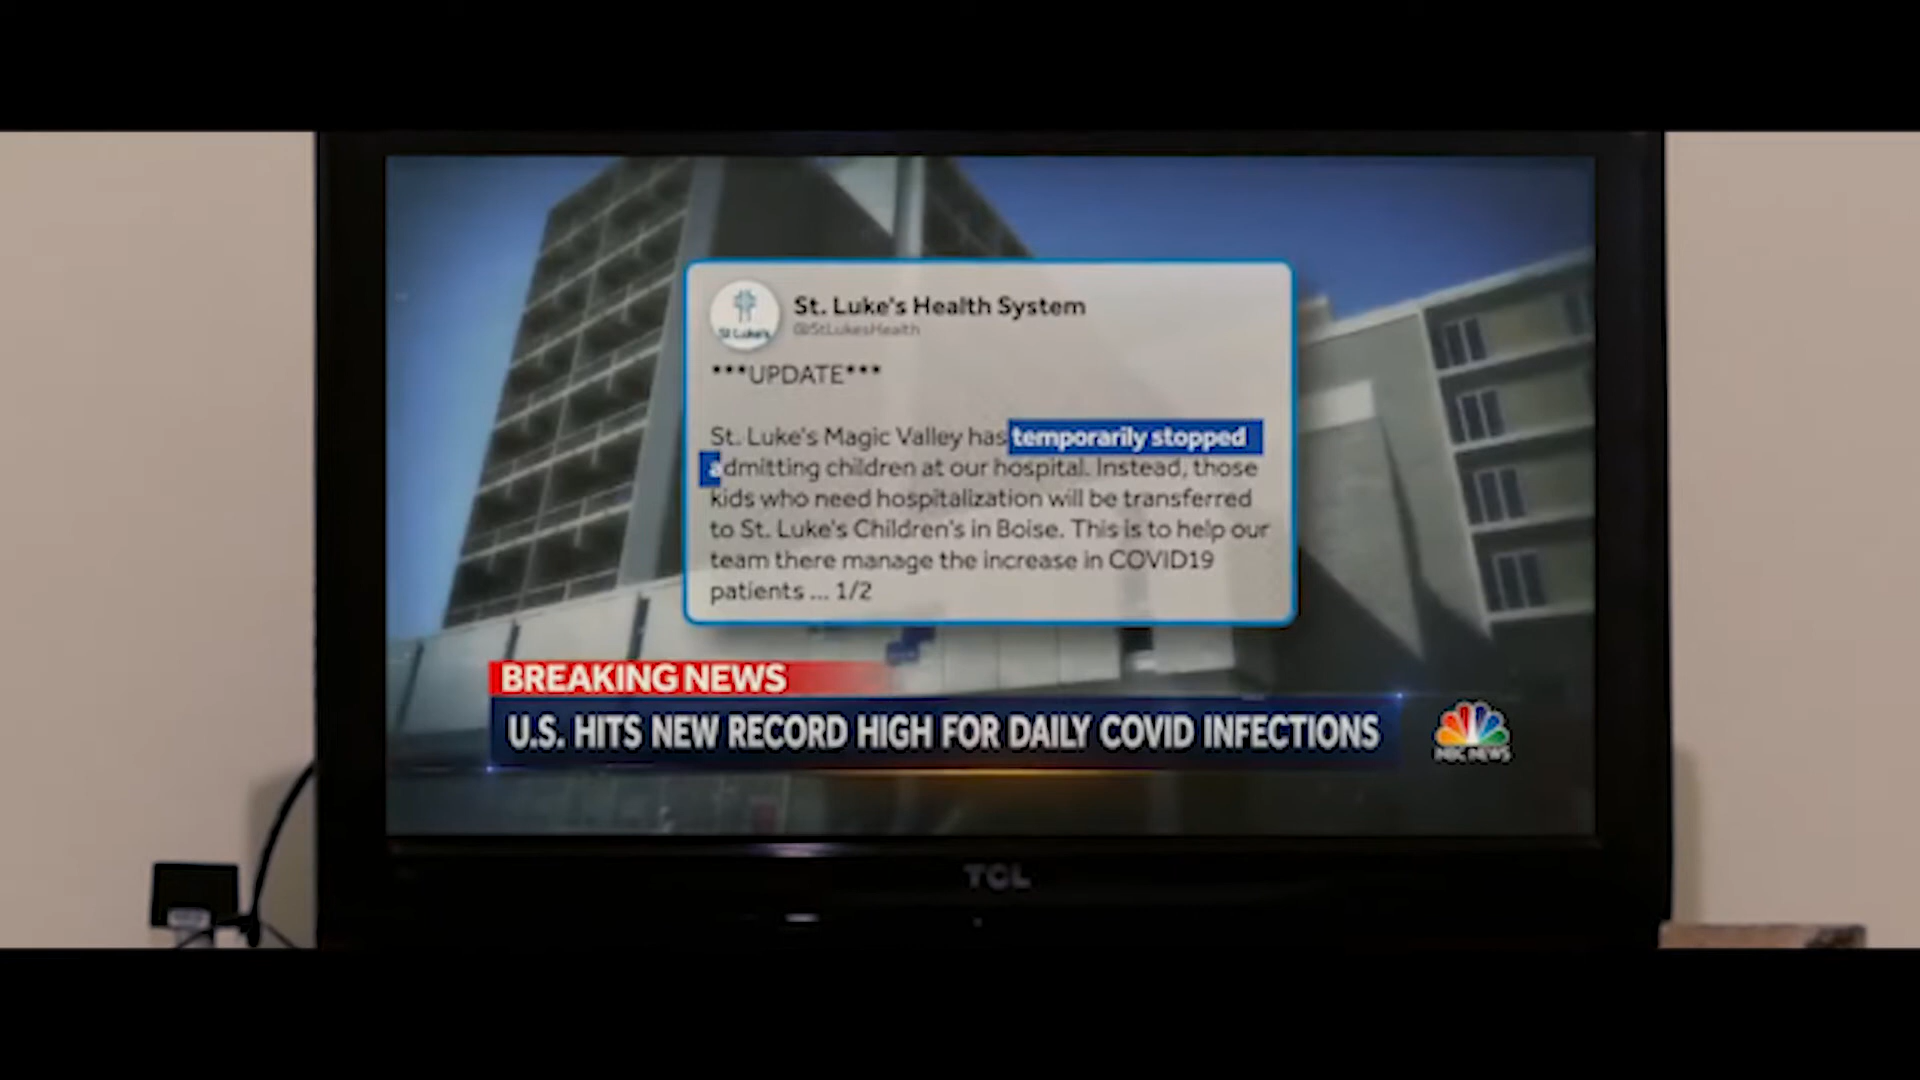 St. Luke's Health System
@StLukesHealth
***UPDATE***
St. Luke's Magic Valley has temporarily stopped
admitting children at our hospital. Instead, those
kids who need hospitalization will be transferred
to St. Luke's Children's in Boise. This is to help our
team there manage the increase in COVID19
patients ... 1/2
BREAKING NEWS
U.S. HITS NEW RECORD HIGH FOR DAILY COVID INFECTIONS
NBC NEWS
TCL
St Luke's